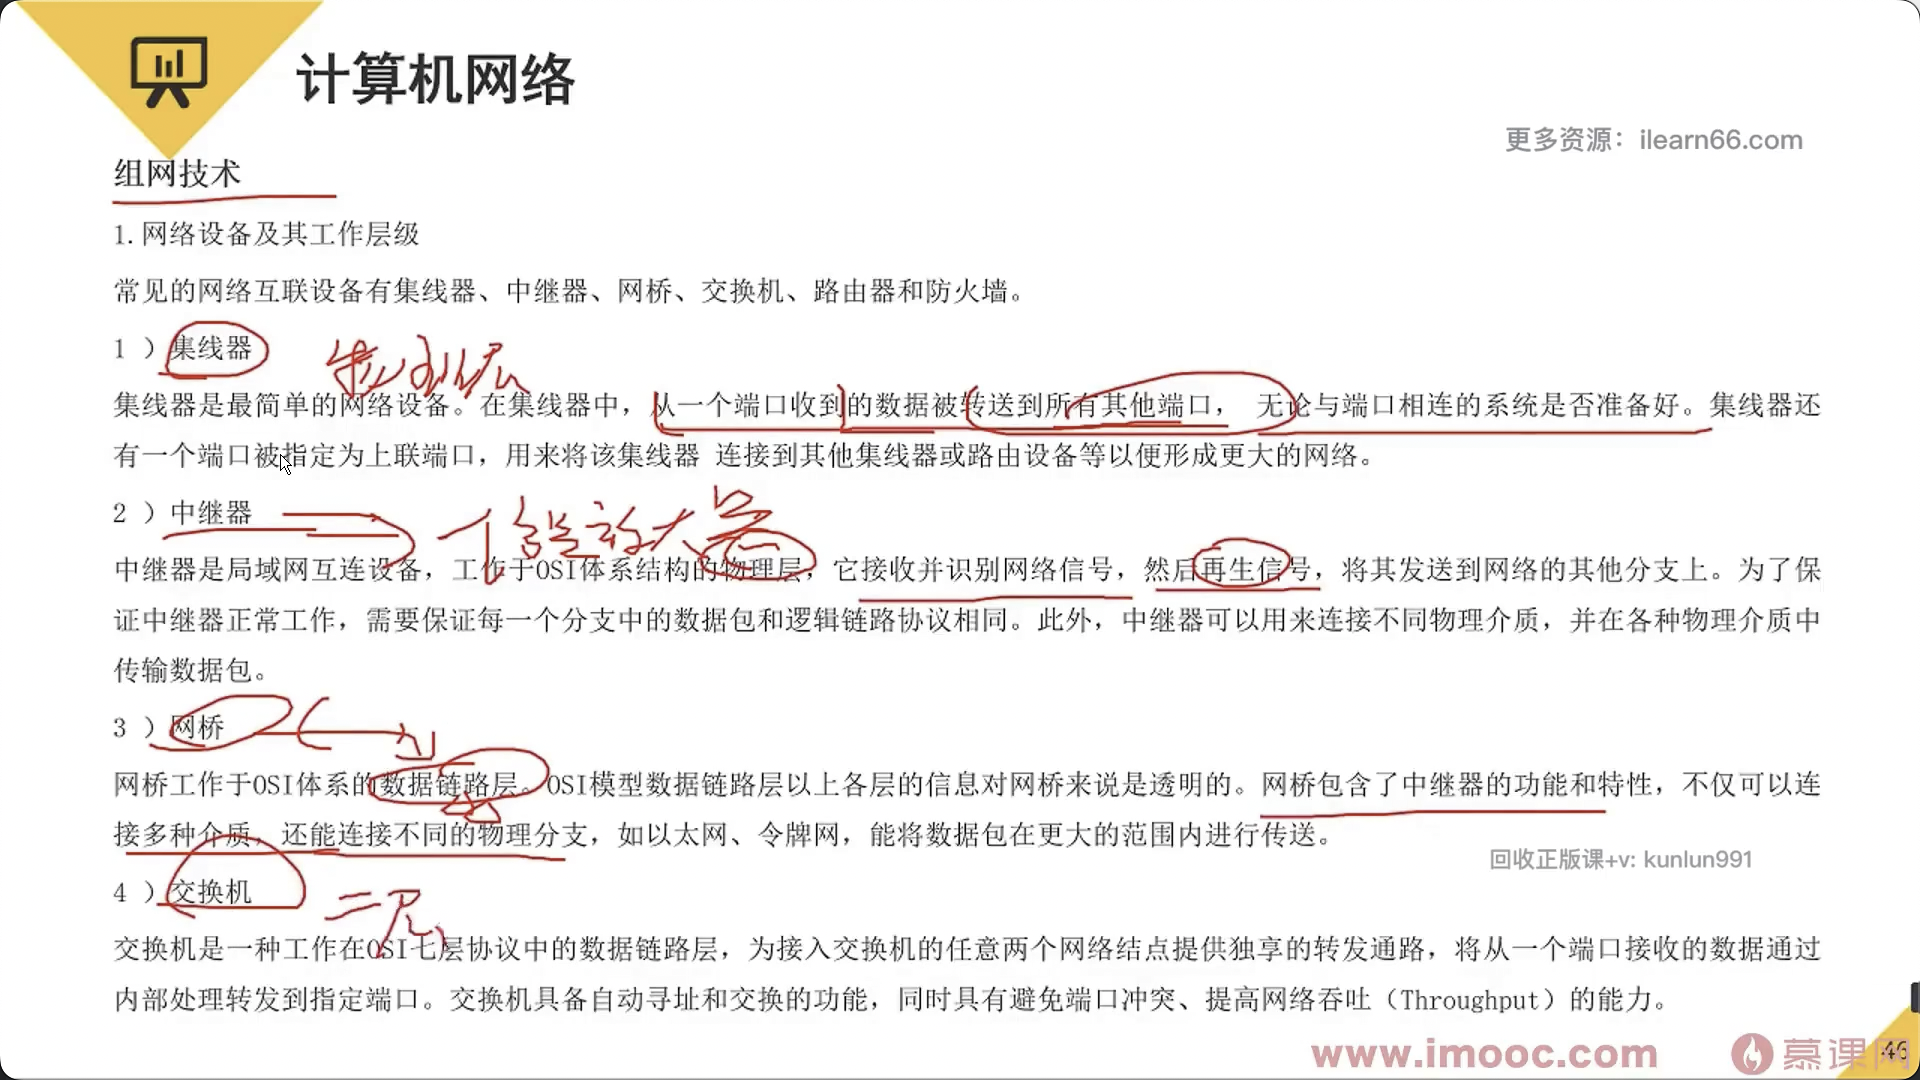 计算机网络
更多资源：ilearn66.com
组网技术
1.网络设备及其工作层级
常见的网络互联设备有集线器、中继器、网桥、交换机、路由器和防火墙。
1 ）集线器 物理层
集线器是最简单的网络设备。在集线器中，从一个端口收到的数据被转送到所有其他端口， 无论与端口相连的系统是否准备好。集线器还
有一个端口被指定为上联端口，用来将该集线器 连接到其他集线器或路由设备等以便形成更大的网络。
2 ）中继器
中继器是局域网互连设备，工作于OSI体系结构的物理层，它接收并识别网络信号，然后再生信号，将其发送到网络的其他分支上。为了保
证中继器正常工作，需要保证每一个分支中的数据包和逻辑链路协议相同。此外，中继器可以用来连接不同物理介质，并在各种物理介质中
传输数据包。
3 ）网桥
网桥工作于OSI体系的数据链路层。OSI模型数据链路层以上各层的信息对网桥来说是透明的。网桥包含了中继器的功能和特性，不仅可以连
接多种介质，还能连接不同的物理分支，如以太网、令牌网，能将数据包在更大的范围内进行传送。
回收正版课+v: kunlun991
4 ）交换机 二层
交换机是一种工作在OSI七层协议中的数据链路层，为接入交换机的任意两个网络结点提供独享的转发通路，将从一个端口接收的数据通过
内部处理转发到指定端口。交换机具备自动寻址和交换的功能，同时具有避免端口冲突、提高网络吞吐（Throughput）的能力。
www.imooc.com 慕课网
46